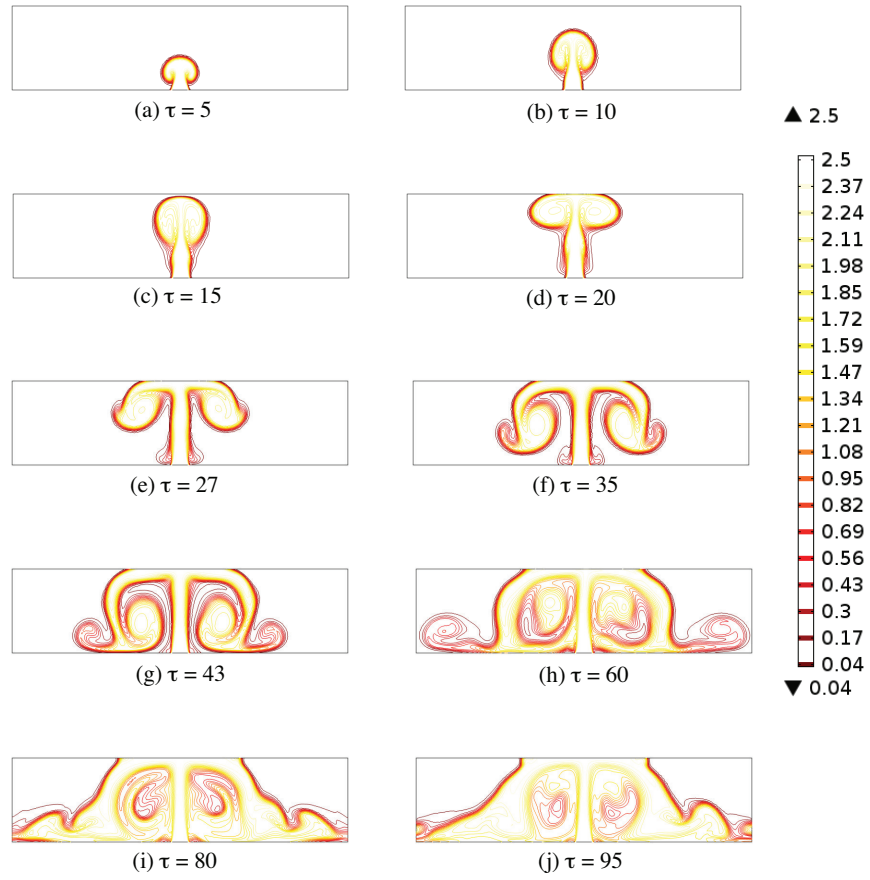 (a) τ = 5
(b) τ = 10
▲ 2.5
2.5
2.37
2.24
2.11
1.98
1.85
1.72
1.59
1.47
1.34
1.21
1.08
0.95
0.82
0.69
0.56
0.43
0.3
0.17
0.04
▼ 0.04
(c) τ = 15
(d) τ = 20
(e) τ = 27
(f) τ = 35
(g) τ = 43
(h) τ = 60
(i) τ = 80
(j) τ = 95